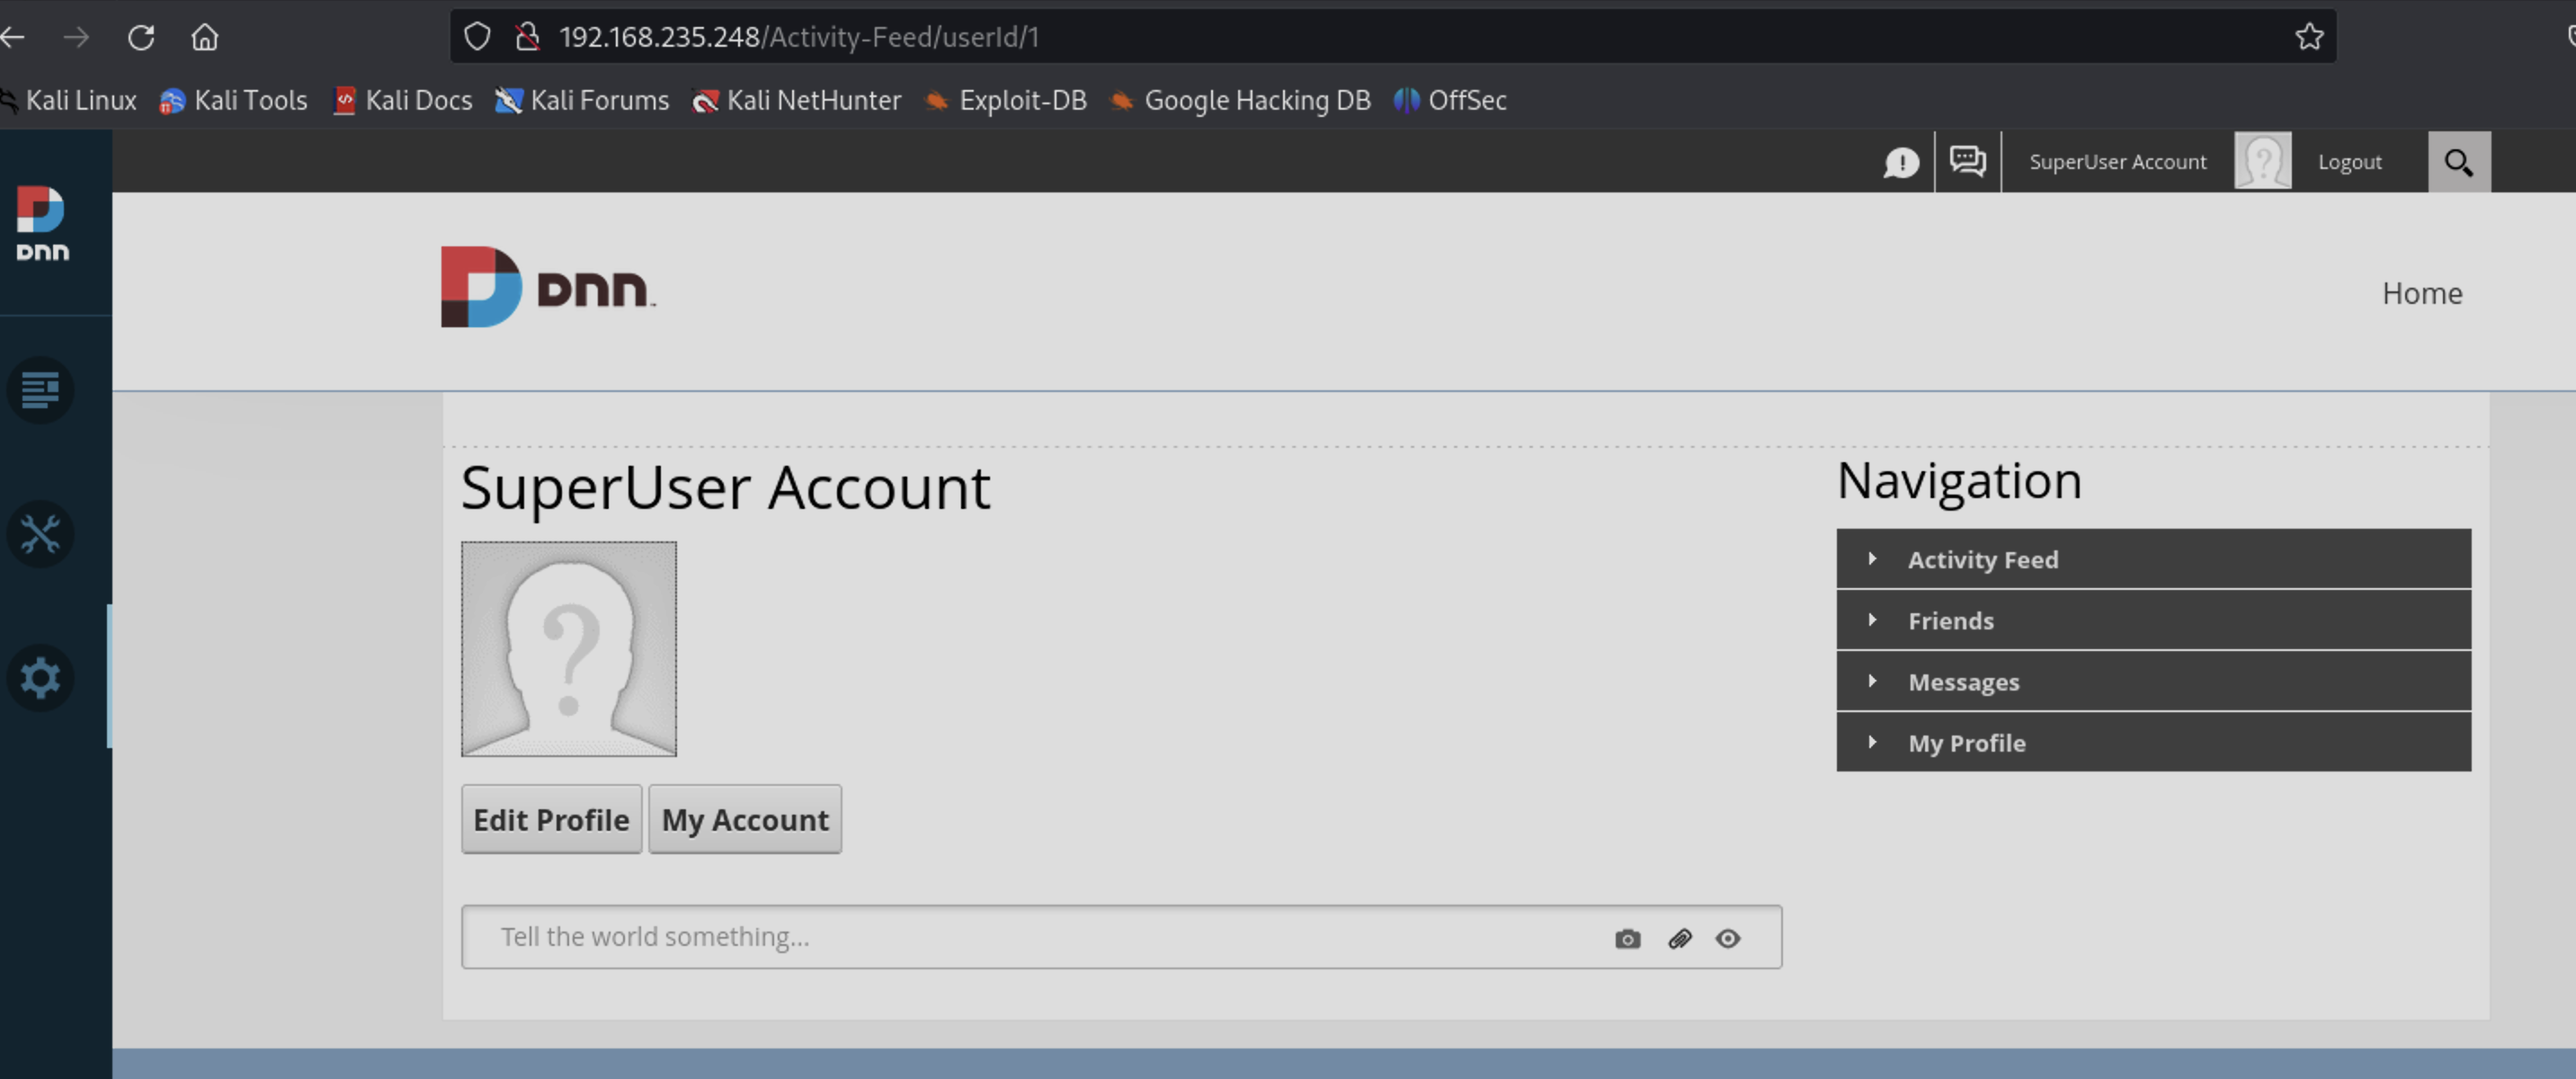 192.168.235.248/Activity-Feed/userId/1
Kali Linux Kali Tools Kali Docs Kali Forums Kali NetHunter Exploit-DB Google Hacking DB OffSec
SuperUser Account Logout
DNN
DNN
Home
SuperUser Account
Navigation
Activity Feed
Friends
Messages
My Profile
Edit Profile My Account
Tell the world something...